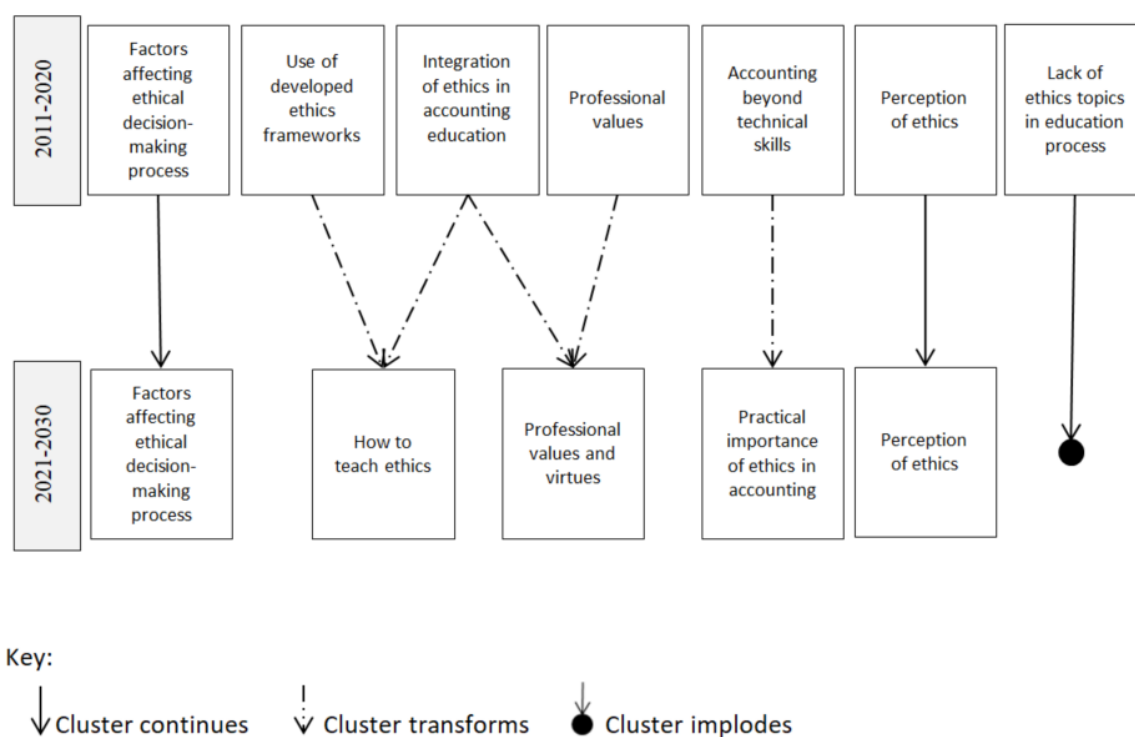 2011-2020
Factors
affecting
ethical
decision-
making
process
Use of
developed
ethics
frameworks
Integration
of ethics in
accounting
education
Professional
values
Accounting
beyond
technical
skills
Perception
of ethics
Lack of
ethics topics
in education
process
2021-2030
Factors
affecting
ethical
decision-
making
process
How to
teach ethics
Professional
values and
virtues
Practical
importance
of ethics in
accounting
Perception
of ethics
Key:
Cluster continues
Cluster transforms
Cluster implodes